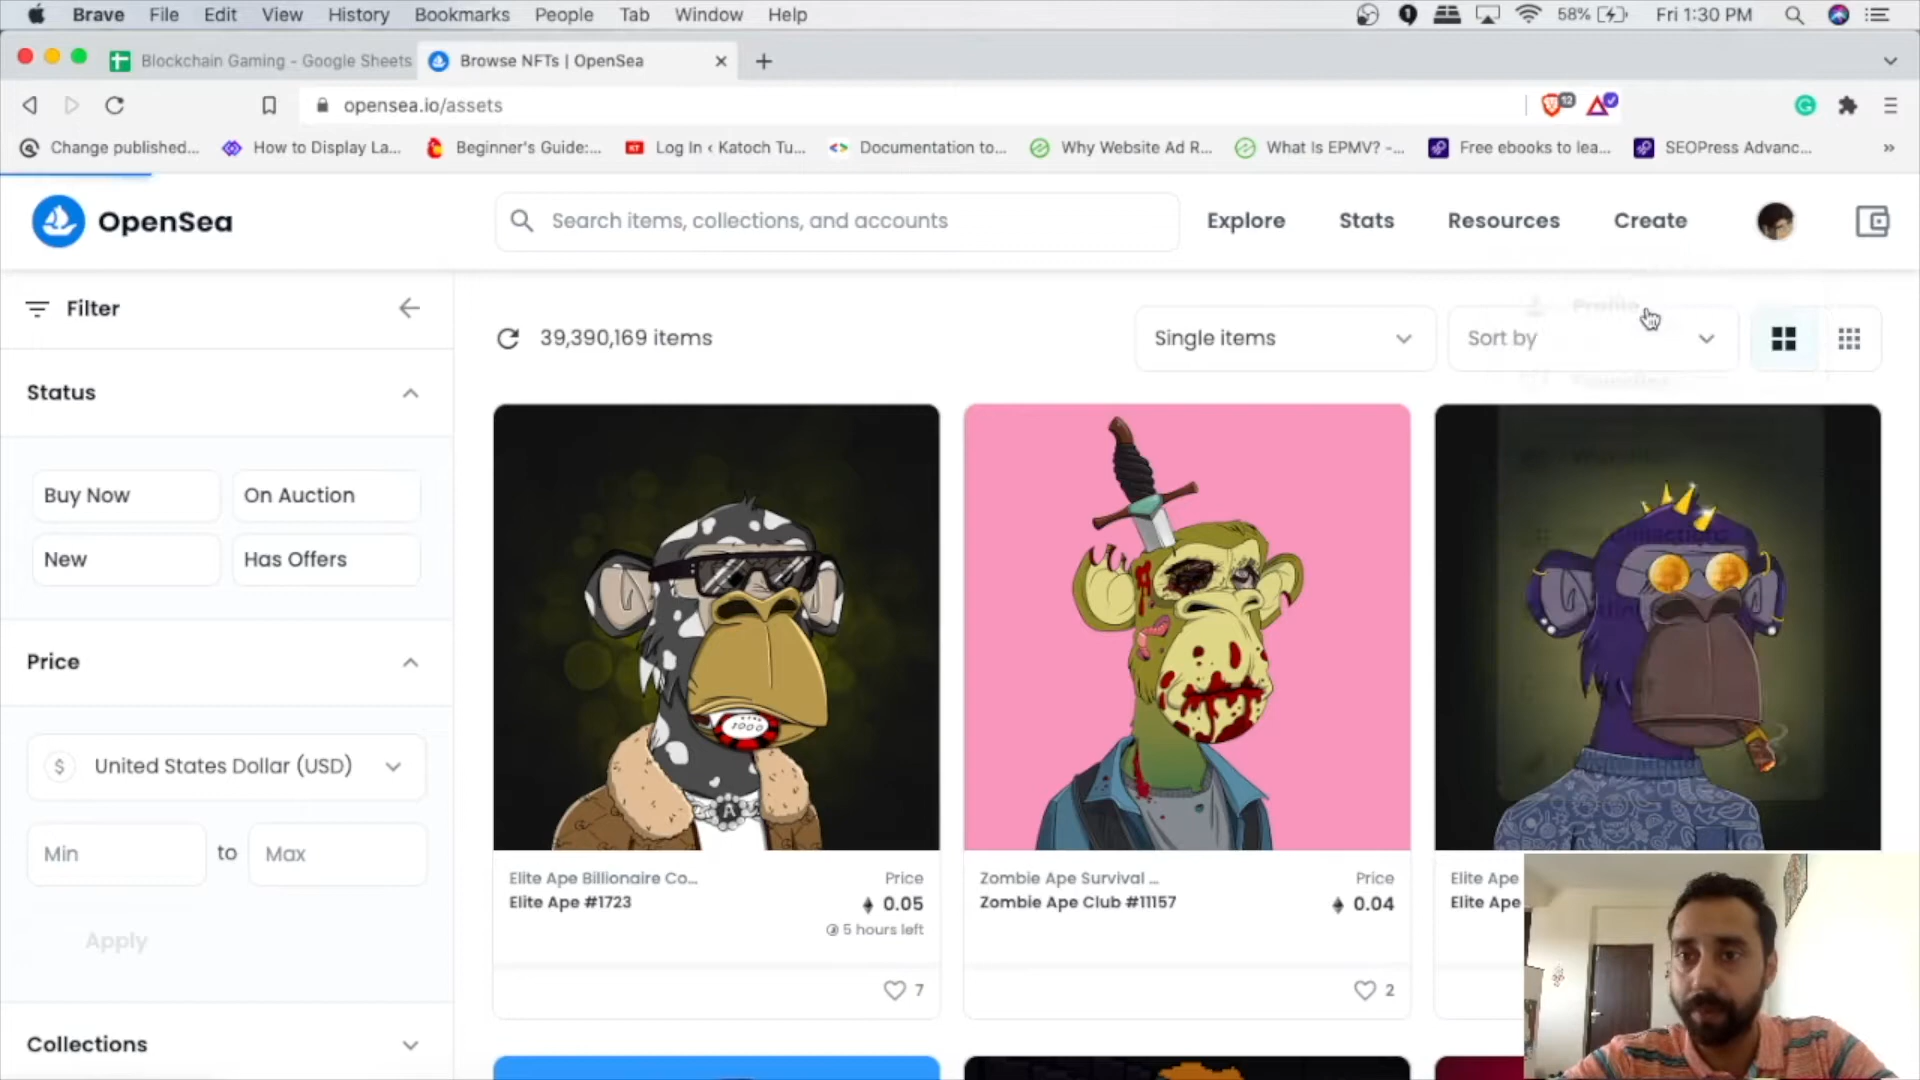 Brave File Edit View History Bookmarks People Tab Window Help 58% Fri 1:30 PM
Blockchain Gaming - Google Sheets Browse NFTs | OpenSea
opensea.io/assets 12
Change published... How to Display La... Beginner's Guide:... KT Log In ‹ Katoch Tu... Documentation to... Why Website Ad R... What Is EPMV? -... Free ebooks to lea... SEOPress Advanc... »
OpenSea Search items, collections, and accounts Explore Stats Resources Create
Filter
Profile
39,390,169 items Single items Sort by
Status
Buy Now On Auction
New Has Offers
Price
$ United States Dollar (USD)
Min to Max
Apply
Collections
1000
A
Elite Ape Billionaire Co... Price
Elite Ape #1723 0.05
5 hours left
7
Zombie Ape Survival ... Price
Zombie Ape Club #11157 0.04
2
Elite Ape
Elite Ape